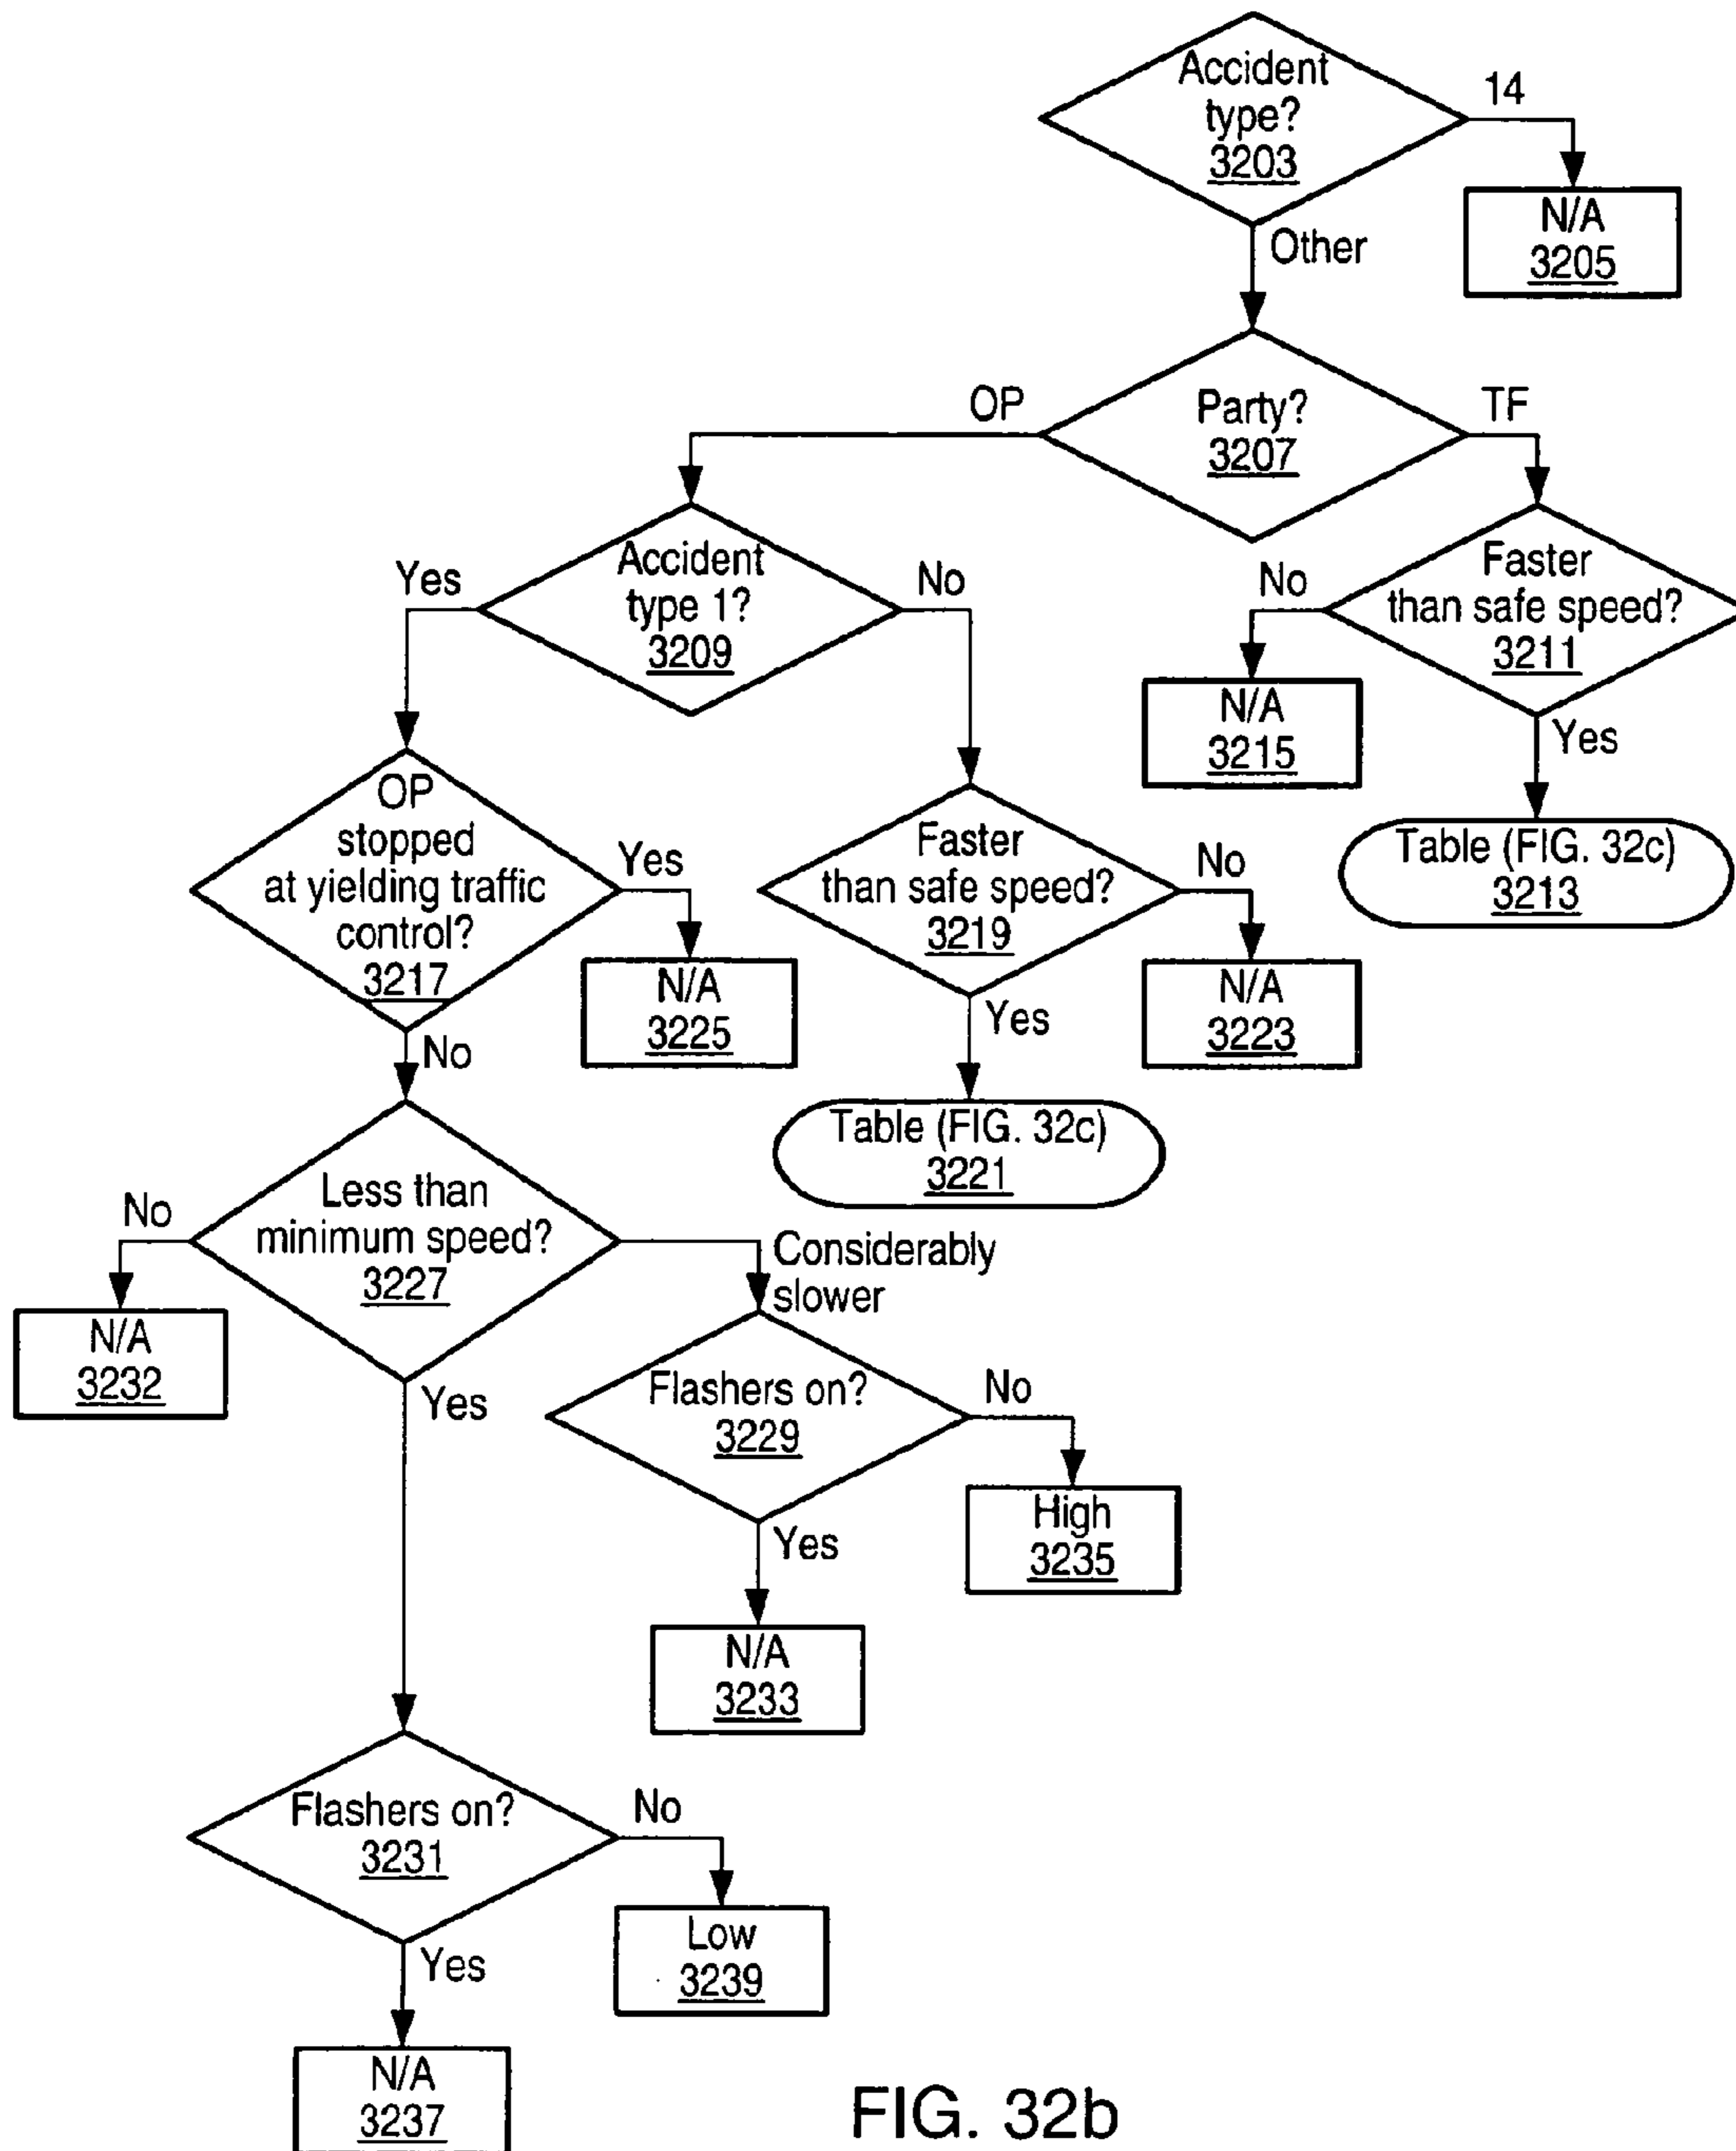 Accident
type?
3203
14
N/A
3205
Other
Party?
3207
OP
TF
Accident
type 1?
3209
Yes
No
Faster
than safe speed?
3211
No
N/A
3215
Yes
Table (FIG. 32c)
3213
OP
stopped
at yielding traffic
control?
3217
Yes
N/A
3225
No
Faster
than safe speed?
3219
No
N/A
3223
Yes
Table (FIG. 32c)
3221
Less than
minimum speed?
3227
No
N/A
3232
Considerably
slower
Yes
Flashers on?
3229
No
High
3235
Yes
N/A
3233
Flashers on?
3231
No
Low
3239
Yes
N/A
3237
FIG. 32b